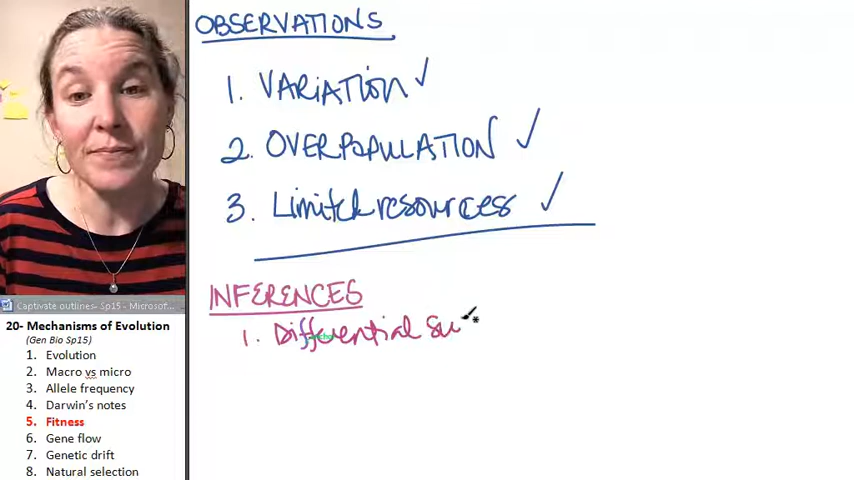 OBSERVATIONS
1. VARIATION ✓
2. OVERPOPULATION ✓
3. Limited resources ✓
INFERENCES
1. Differential Su
Captivate outlines- Sp15 - Microsof...
20- Mechanisms of Evolution
(Gen Bio Sp15)
1. Evolution
2. Macro vs micro
3. Allele frequency
4. Darwin's notes
5. Fitness
6. Gene flow
7. Genetic drift
8. Natural selection